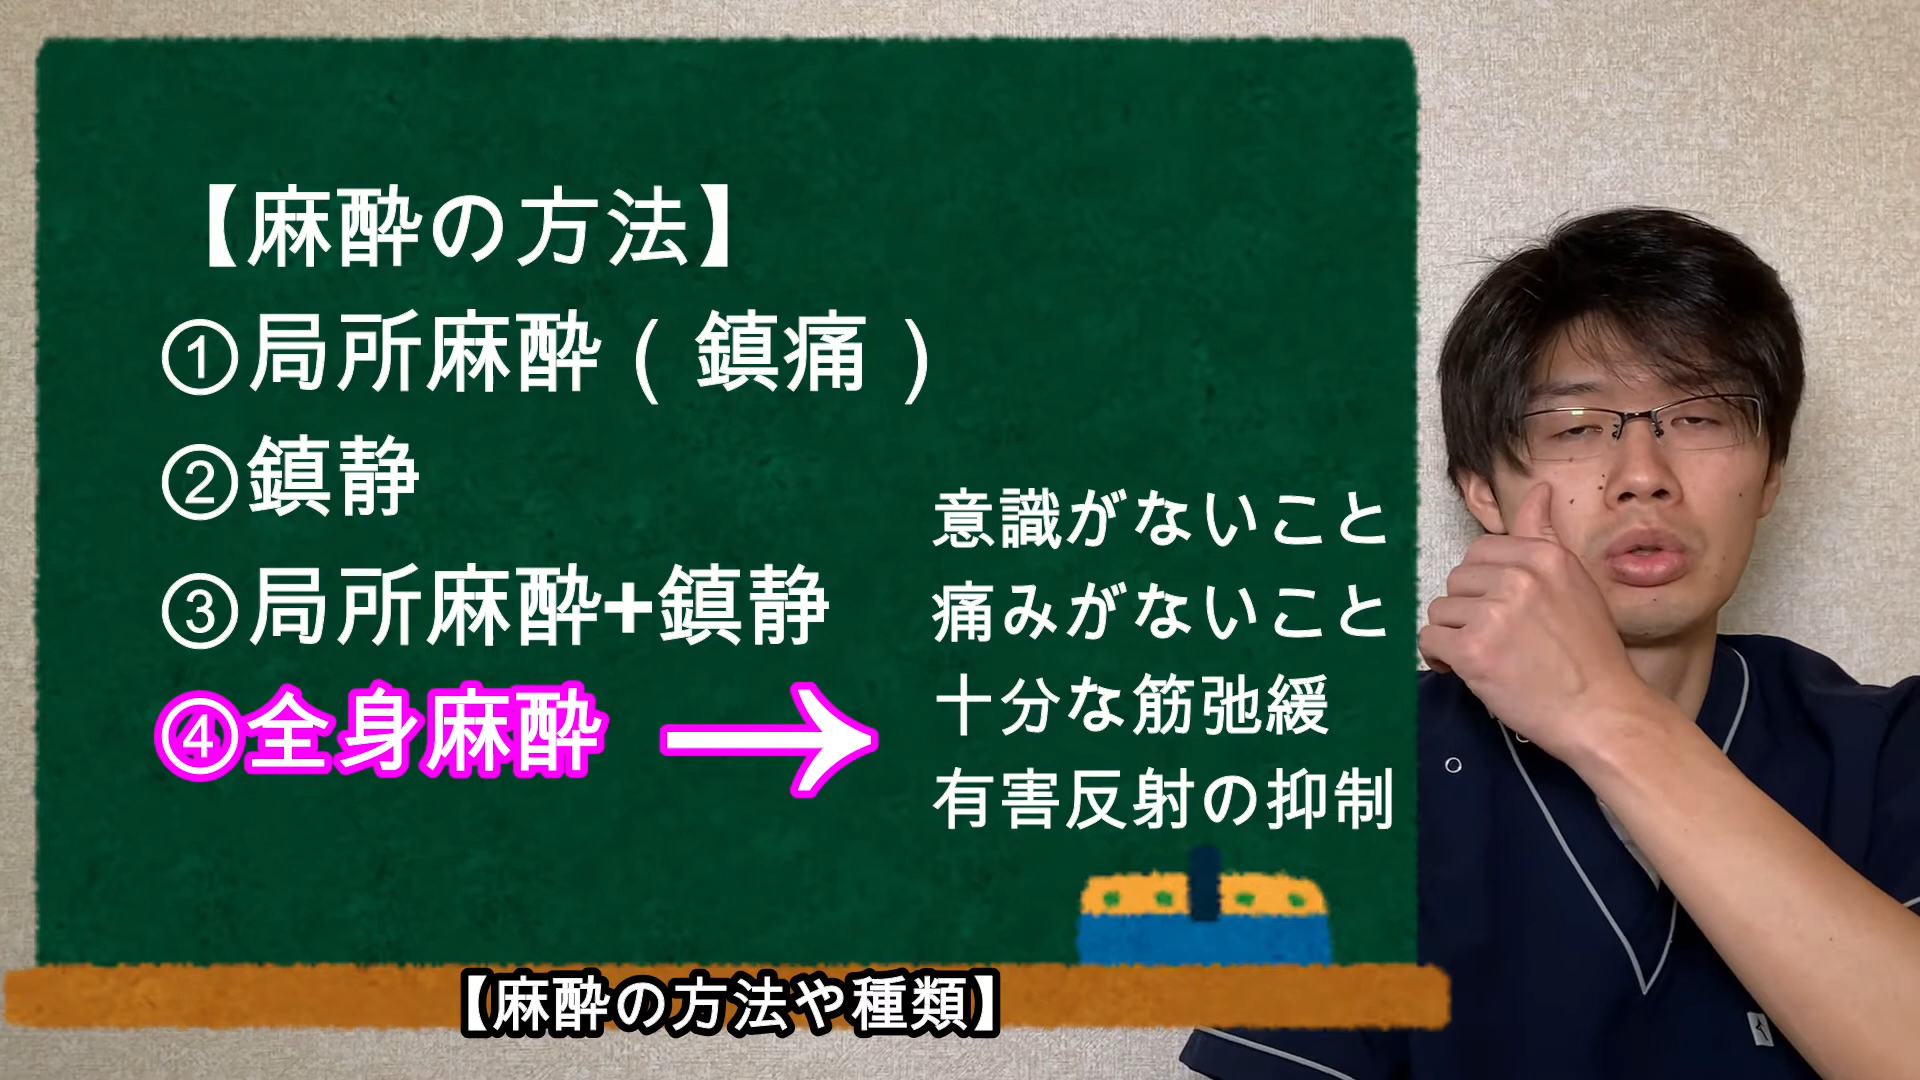 【麻酔の方法】
①局所麻酔(鎮痛)
②鎮静
③局所麻酔+鎮静
④全身麻酔→
意識がないこと
痛みがないこと
十分な筋弛緩
有害反射の抑制
【麻酔の方法や種類】